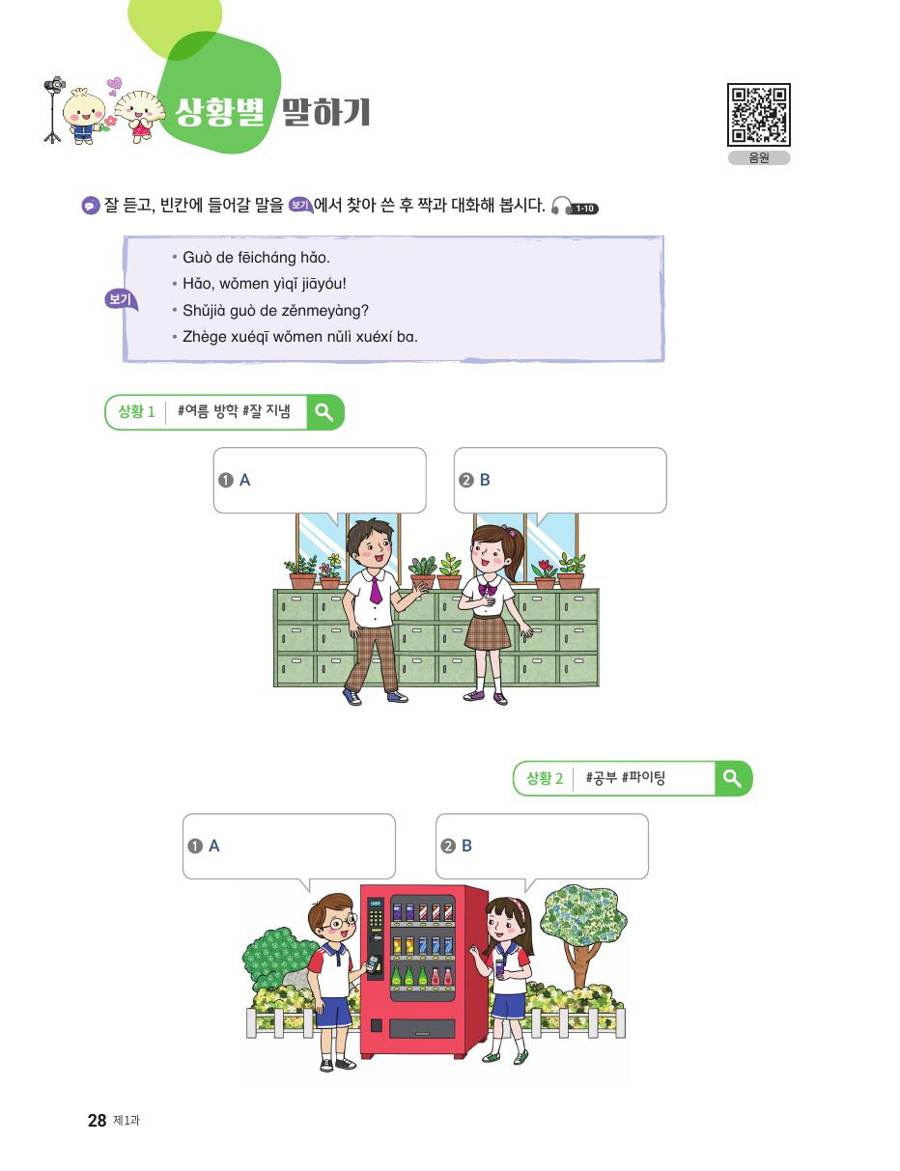 상황별 말하기
음원
잘 듣고, 빈칸에 들어갈 말을 보기 에서 찾아 쓴 후 짝과 대화해 봅시다. 1-10
보기
• Guò de fēicháng hǎo.
• Hǎo, wǒmen yìqǐ jiāyóu!
• Shǔjià guò de zěnmeyàng?
• Zhège xuéqī wǒmen nǔlì xuéxí ba.
상황 1 #여름 방학 #잘 지냄
1 A
2 B
상황 2 #공부 #파이팅
1 A
2 B
28 제1과